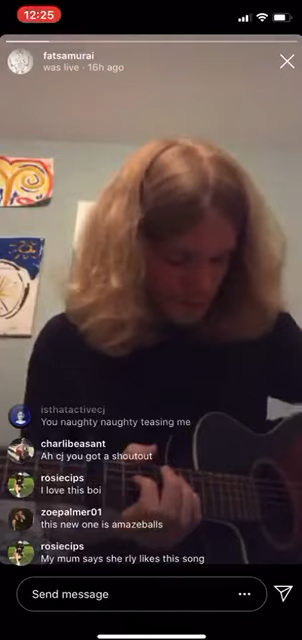 12:25
fatsamurai
was live · 16h ago
isthatactivecj
You naughty naughty teasing me
charlibeasant
Ah cj you got a shoutout
rosiecips
I love this boi
zoepalmer01
this new one is amazeballs
rosiecips
My mum says she rly likes this song
Send message